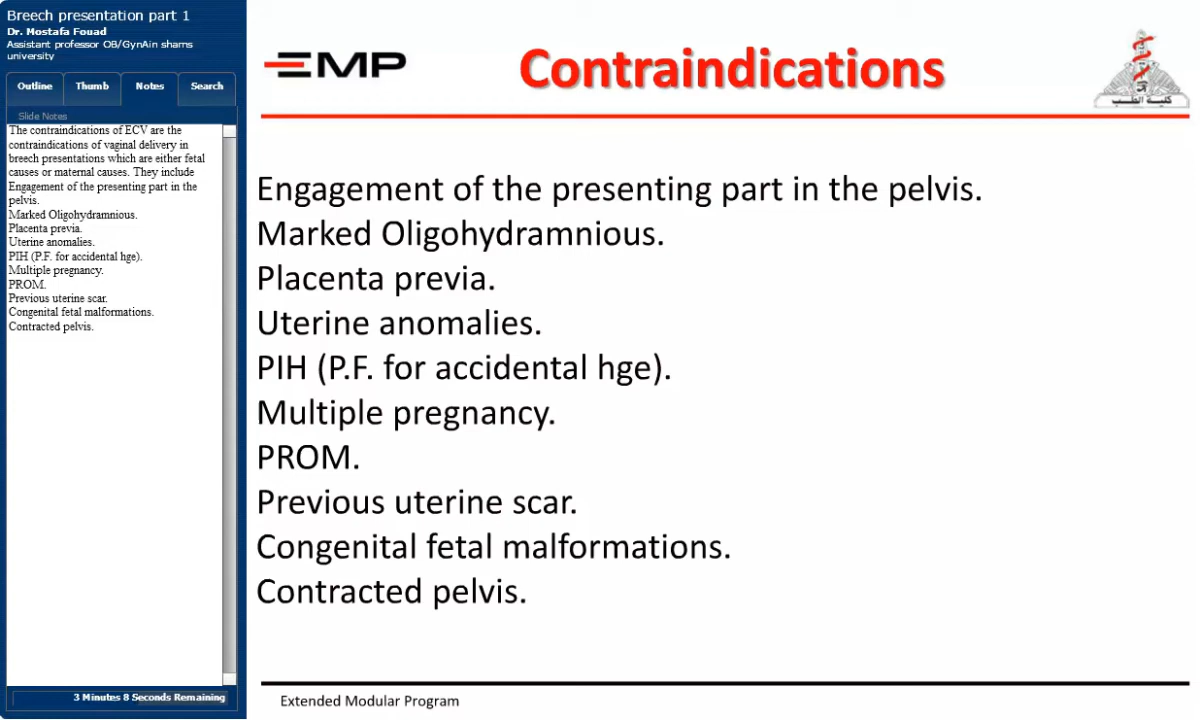 Breech presentation part 1
Dr. Mostafa Fouad
Assistant professor OB/GynAin shams
university
Outline
Thumb
Notes
Search
Slide Notes
The contraindications of ECV are the
contraindications of vaginal delivery in
breech presentations which are either fetal
causes or maternal causes. They include
Engagement of the presenting part in the
pelvis.
Marked Oligohydramnious.
Placenta previa.
Uterine anomalies.
PIH (P.F. for accidental hge).
Multiple pregnancy.
PROM.
Previous uterine scar.
Congenital fetal malformations.
Contracted pelvis.
3 Minutes 8 Seconds Remaining
EMP
Contraindications
كلية الطب
Engagement of the presenting part in the pelvis.
Marked Oligohydramnious.
Placenta previa.
Uterine anomalies.
PIH (P.F. for accidental hge).
Multiple pregnancy.
PROM.
Previous uterine scar.
Congenital fetal malformations.
Contracted pelvis.
Extended Modular Program